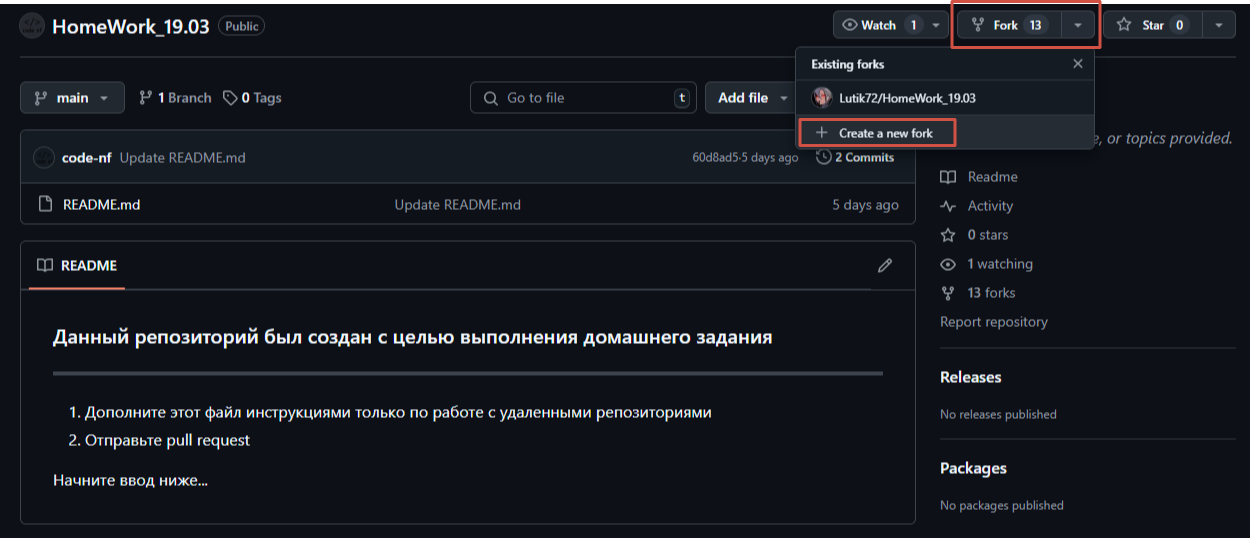 HomeWork_19.03 Public Watch 1 Fork 13 Star 0
Existing forks
Lutik72/HomeWork_19.03
Create a new fork
main 1 Branch 0 Tags Go to file t Add file
e, or topics provided.
code-nf Update README.md 60d8ad5·5 days ago 2 Commits
README.md Update README.md 5 days ago
README
Данный репозиторий был создан с целью выполнения домашнего задания
1. Дополните этот файл инструкциями только по работе с удаленными репозиториями
2. Отправьте pull request
Начните ввод ниже...
Readme
Activity
0 stars
1 watching
13 forks
Report repository
Releases
No releases published
Packages
No packages published